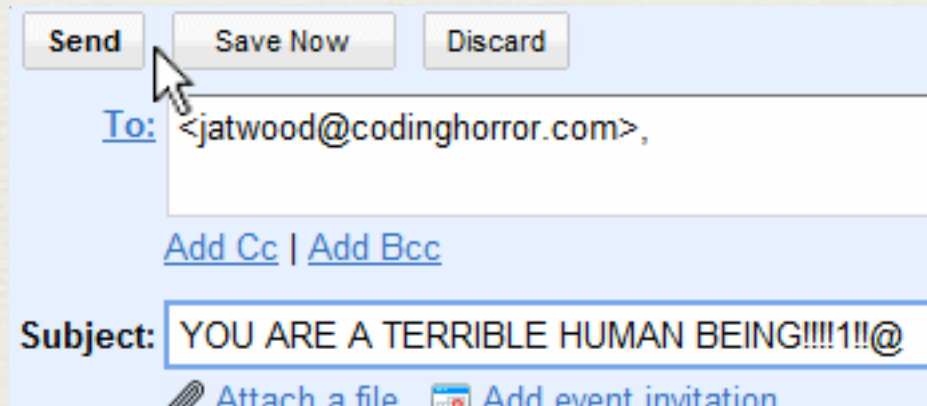 Send Save Now Discard
To: <jatwood@codinghorror.com>,
Add Cc | Add Bcc
Subject: YOU ARE A TERRIBLE HUMAN BEING!!!!1!!@
Attach a file Add event invitation